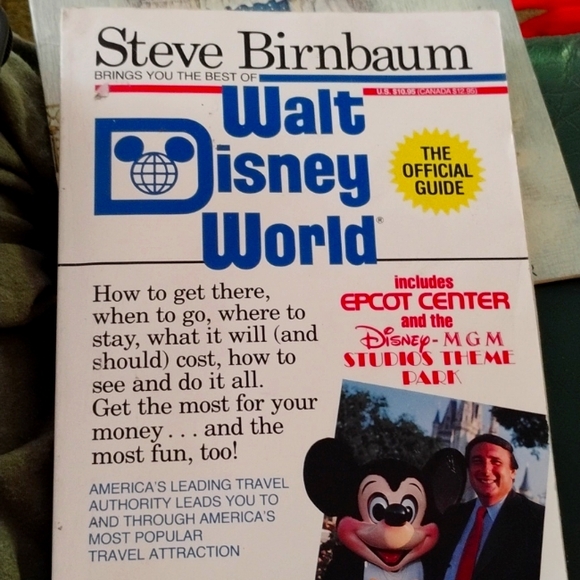 Steve Birnbaum
BRINGS YOU THE BEST OF
U.S. $10.95 (CANADA $12.95)
Walt
Disney
World®
THE
OFFICIAL
GUIDE
How to get there,
when to go, where to
stay, what it will (and
should) cost, how to
see and do it all.
Get the most for your
money . . . and the
most fun, too!
includes
EPCOT CENTER
and the
Disney-MGM
STUDIOS THEME
PARK
AMERICA'S LEADING TRAVEL
AUTHORITY LEADS YOU TO
AND THROUGH AMERICA'S
MOST POPULAR
TRAVEL ATTRACTION